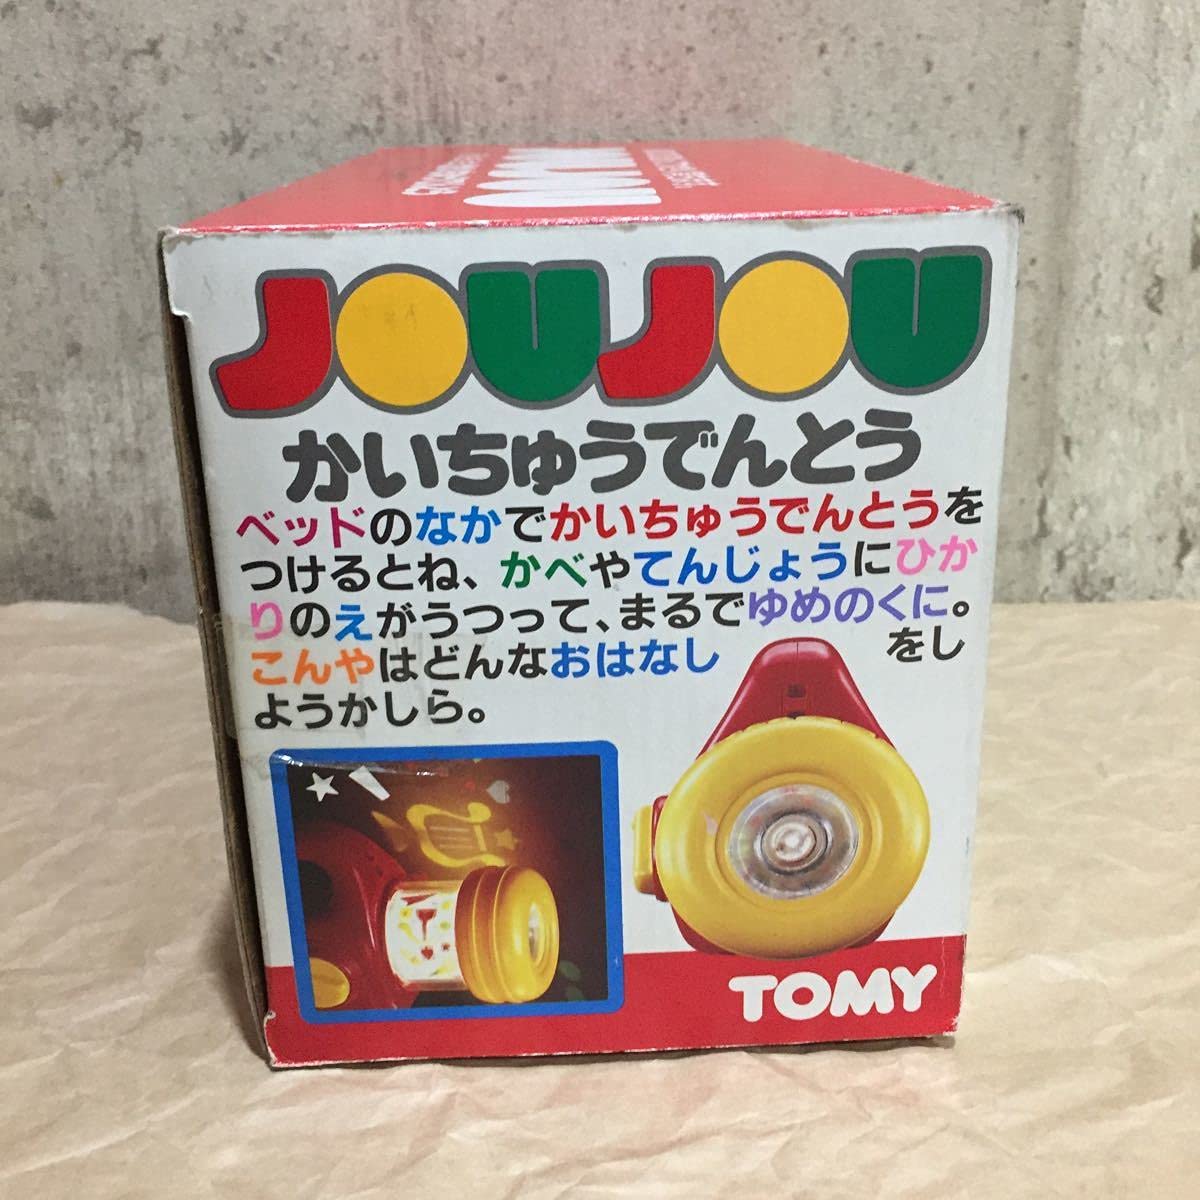 JOUJOU
かいちゅうでんとう
ベッドのなかでかいちゅうでんとうを
つけるとね、かべやてんじょうにひか
りのえがうつって、まるでゆめのくに。
こんやはどんなおはなし をし
ようかしら。
TOMY